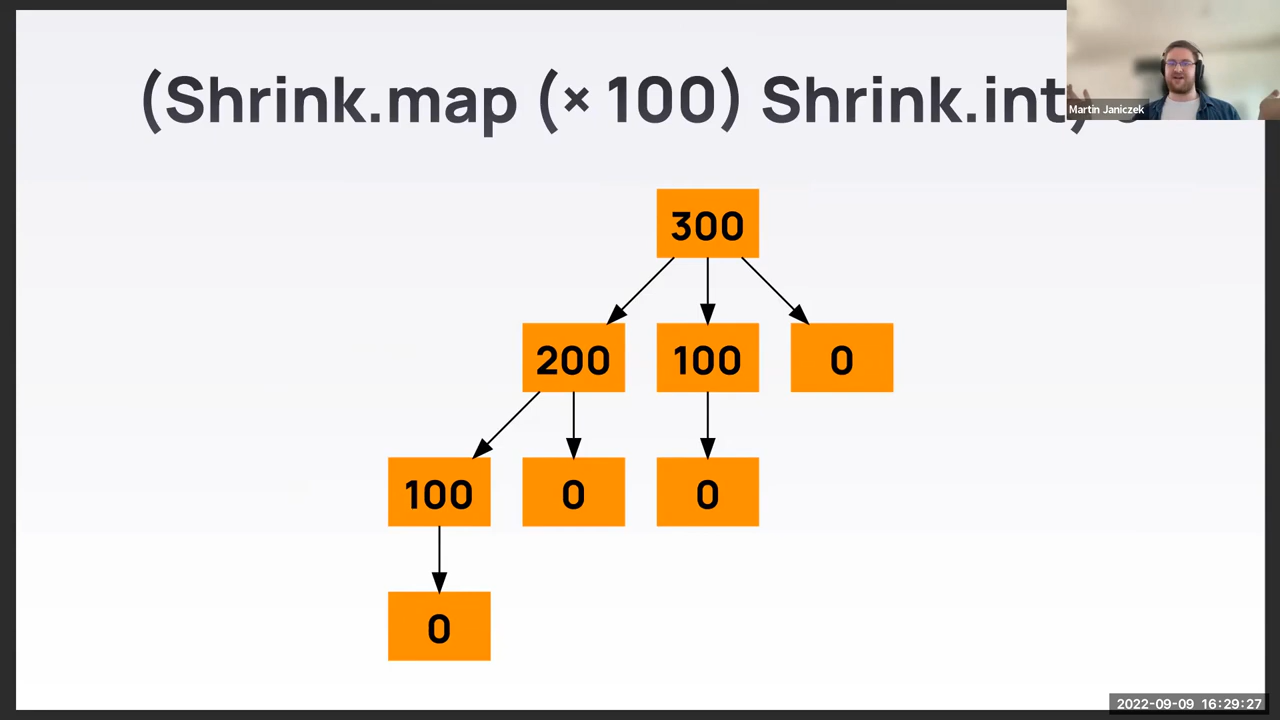 (Shrink.map (× 100) Shrink.int)
Martin Janiczek
300
200 100 0
100 0 0
0
2022-09-09 16:29:27